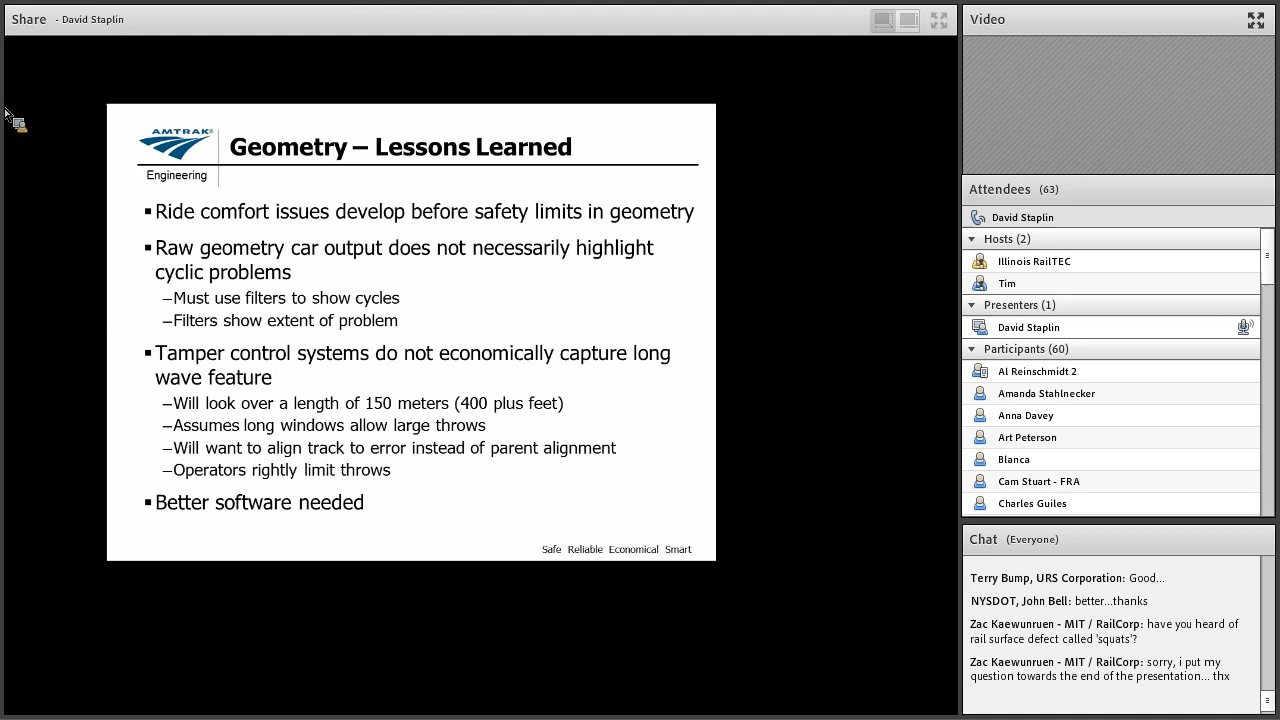 Share - David Staplin
AMTRAK®
Engineering
Geometry – Lessons Learned
▪Ride comfort issues develop before safety limits in geometry
▪Raw geometry car output does not necessarily highlight
cyclic problems
–Must use filters to show cycles
–Filters show extent of problem
▪Tamper control systems do not economically capture long
wave feature
–Will look over a length of 150 meters (400 plus feet)
–Assumes long windows allow large throws
–Will want to align track to error instead of parent alignment
–Operators rightly limit throws
▪Better software needed
Safe Reliable Economical Smart
Video
Attendees (63)
David Staplin
Hosts (2)
Illinois RailTEC
Tim
Presenters (1)
David Staplin
Participants (60)
Al Reinschmidt 2
Amanda Stahlnecker
Anna Davey
Art Peterson
Blanca
Cam Stuart - FRA
Charles Guiles
Chat (Everyone)
Terry Bump, URS Corporation: Good...
NYSDOT, John Bell: better...thanks
Zac Kaewunruen - MIT / RailCorp: have you heard of
rail surface defect called 'squats'?
Zac Kaewunruen - MIT / RailCorp: sorry, i put my
question towards the end of the presentation... thx